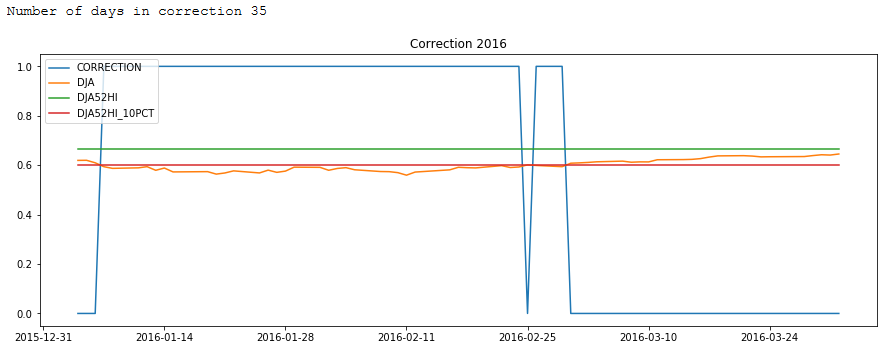 Number of days in correction 35
Correction 2016
CORRECTION
DJA
DJA52HI
DJA52HI_10PCT
1.0
0.8
0.6
0.4
0.2
0.0
2015-12-31 2016-01-14 2016-01-28 2016-02-11 2016-02-25 2016-03-10 2016-03-24